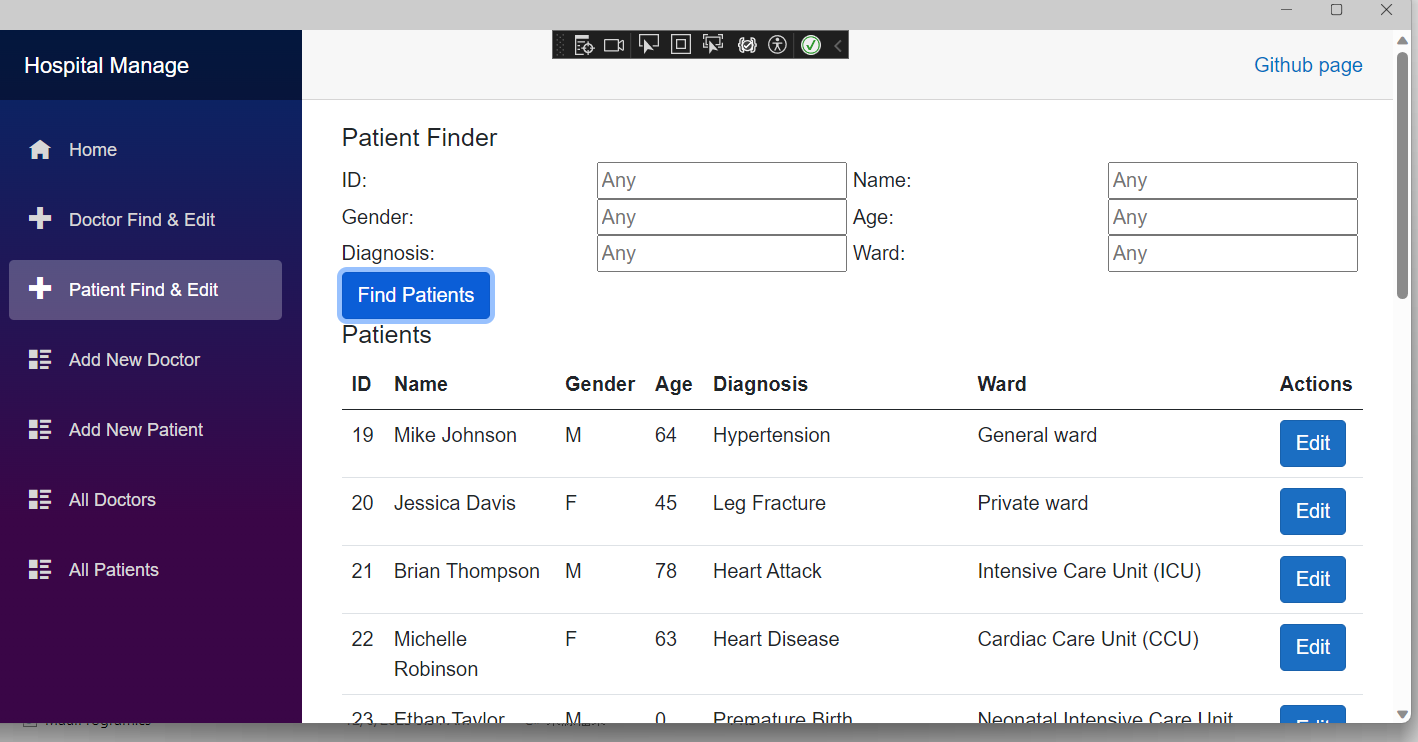 Hospital Manage
Github page
Home
Doctor Find & Edit
Patient Find & Edit
Add New Doctor
Add New Patient
All Doctors
All Patients
Patient Finder
ID: Any Name: Any
Gender: Any Age: Any
Diagnosis: Any Ward: Any
Find Patients
Patients
ID Name Gender Age Diagnosis Ward Actions
19 Mike Johnson M 64 Hypertension General ward Edit
20 Jessica Davis F 45 Leg Fracture Private ward Edit
21 Brian Thompson M 78 Heart Attack Intensive Care Unit (ICU) Edit
22 Michelle F 63 Heart Disease Cardiac Care Unit (CCU) Edit
Robinson
23 Ethan Taylor M 0 Premature Birth Neonatal Intensive Care Unit Edit